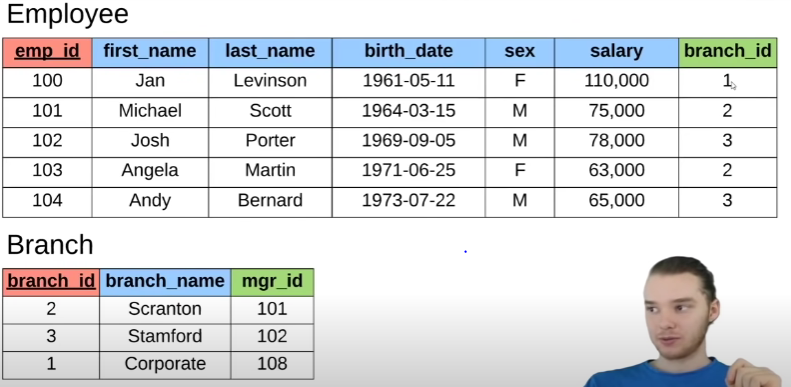 Employee
emp_id first_name last_name birth_date sex salary branch_id
100 Jan Levinson 1961-05-11 F 110,000 1
101 Michael Scott 1964-03-15 M 75,000 2
102 Josh Porter 1969-09-05 M 78,000 3
103 Angela Martin 1971-06-25 F 63,000 2
104 Andy Bernard 1973-07-22 M 65,000 3
Branch
branch_id branch_name mgr_id
2 Scranton 101
3 Stamford 102
1 Corporate 108